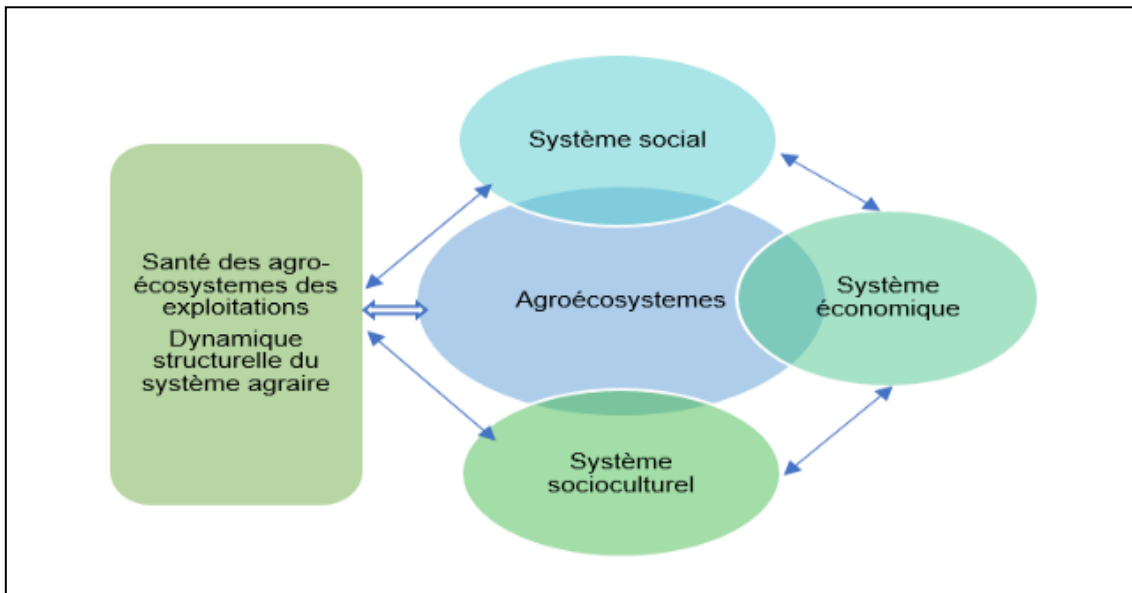 Système social
Santé des agro-
écosystemes des
exploitations
Dynamique
structurelle du
système agraire
Agroécosystemes
Système
économique
Système
socioculturel